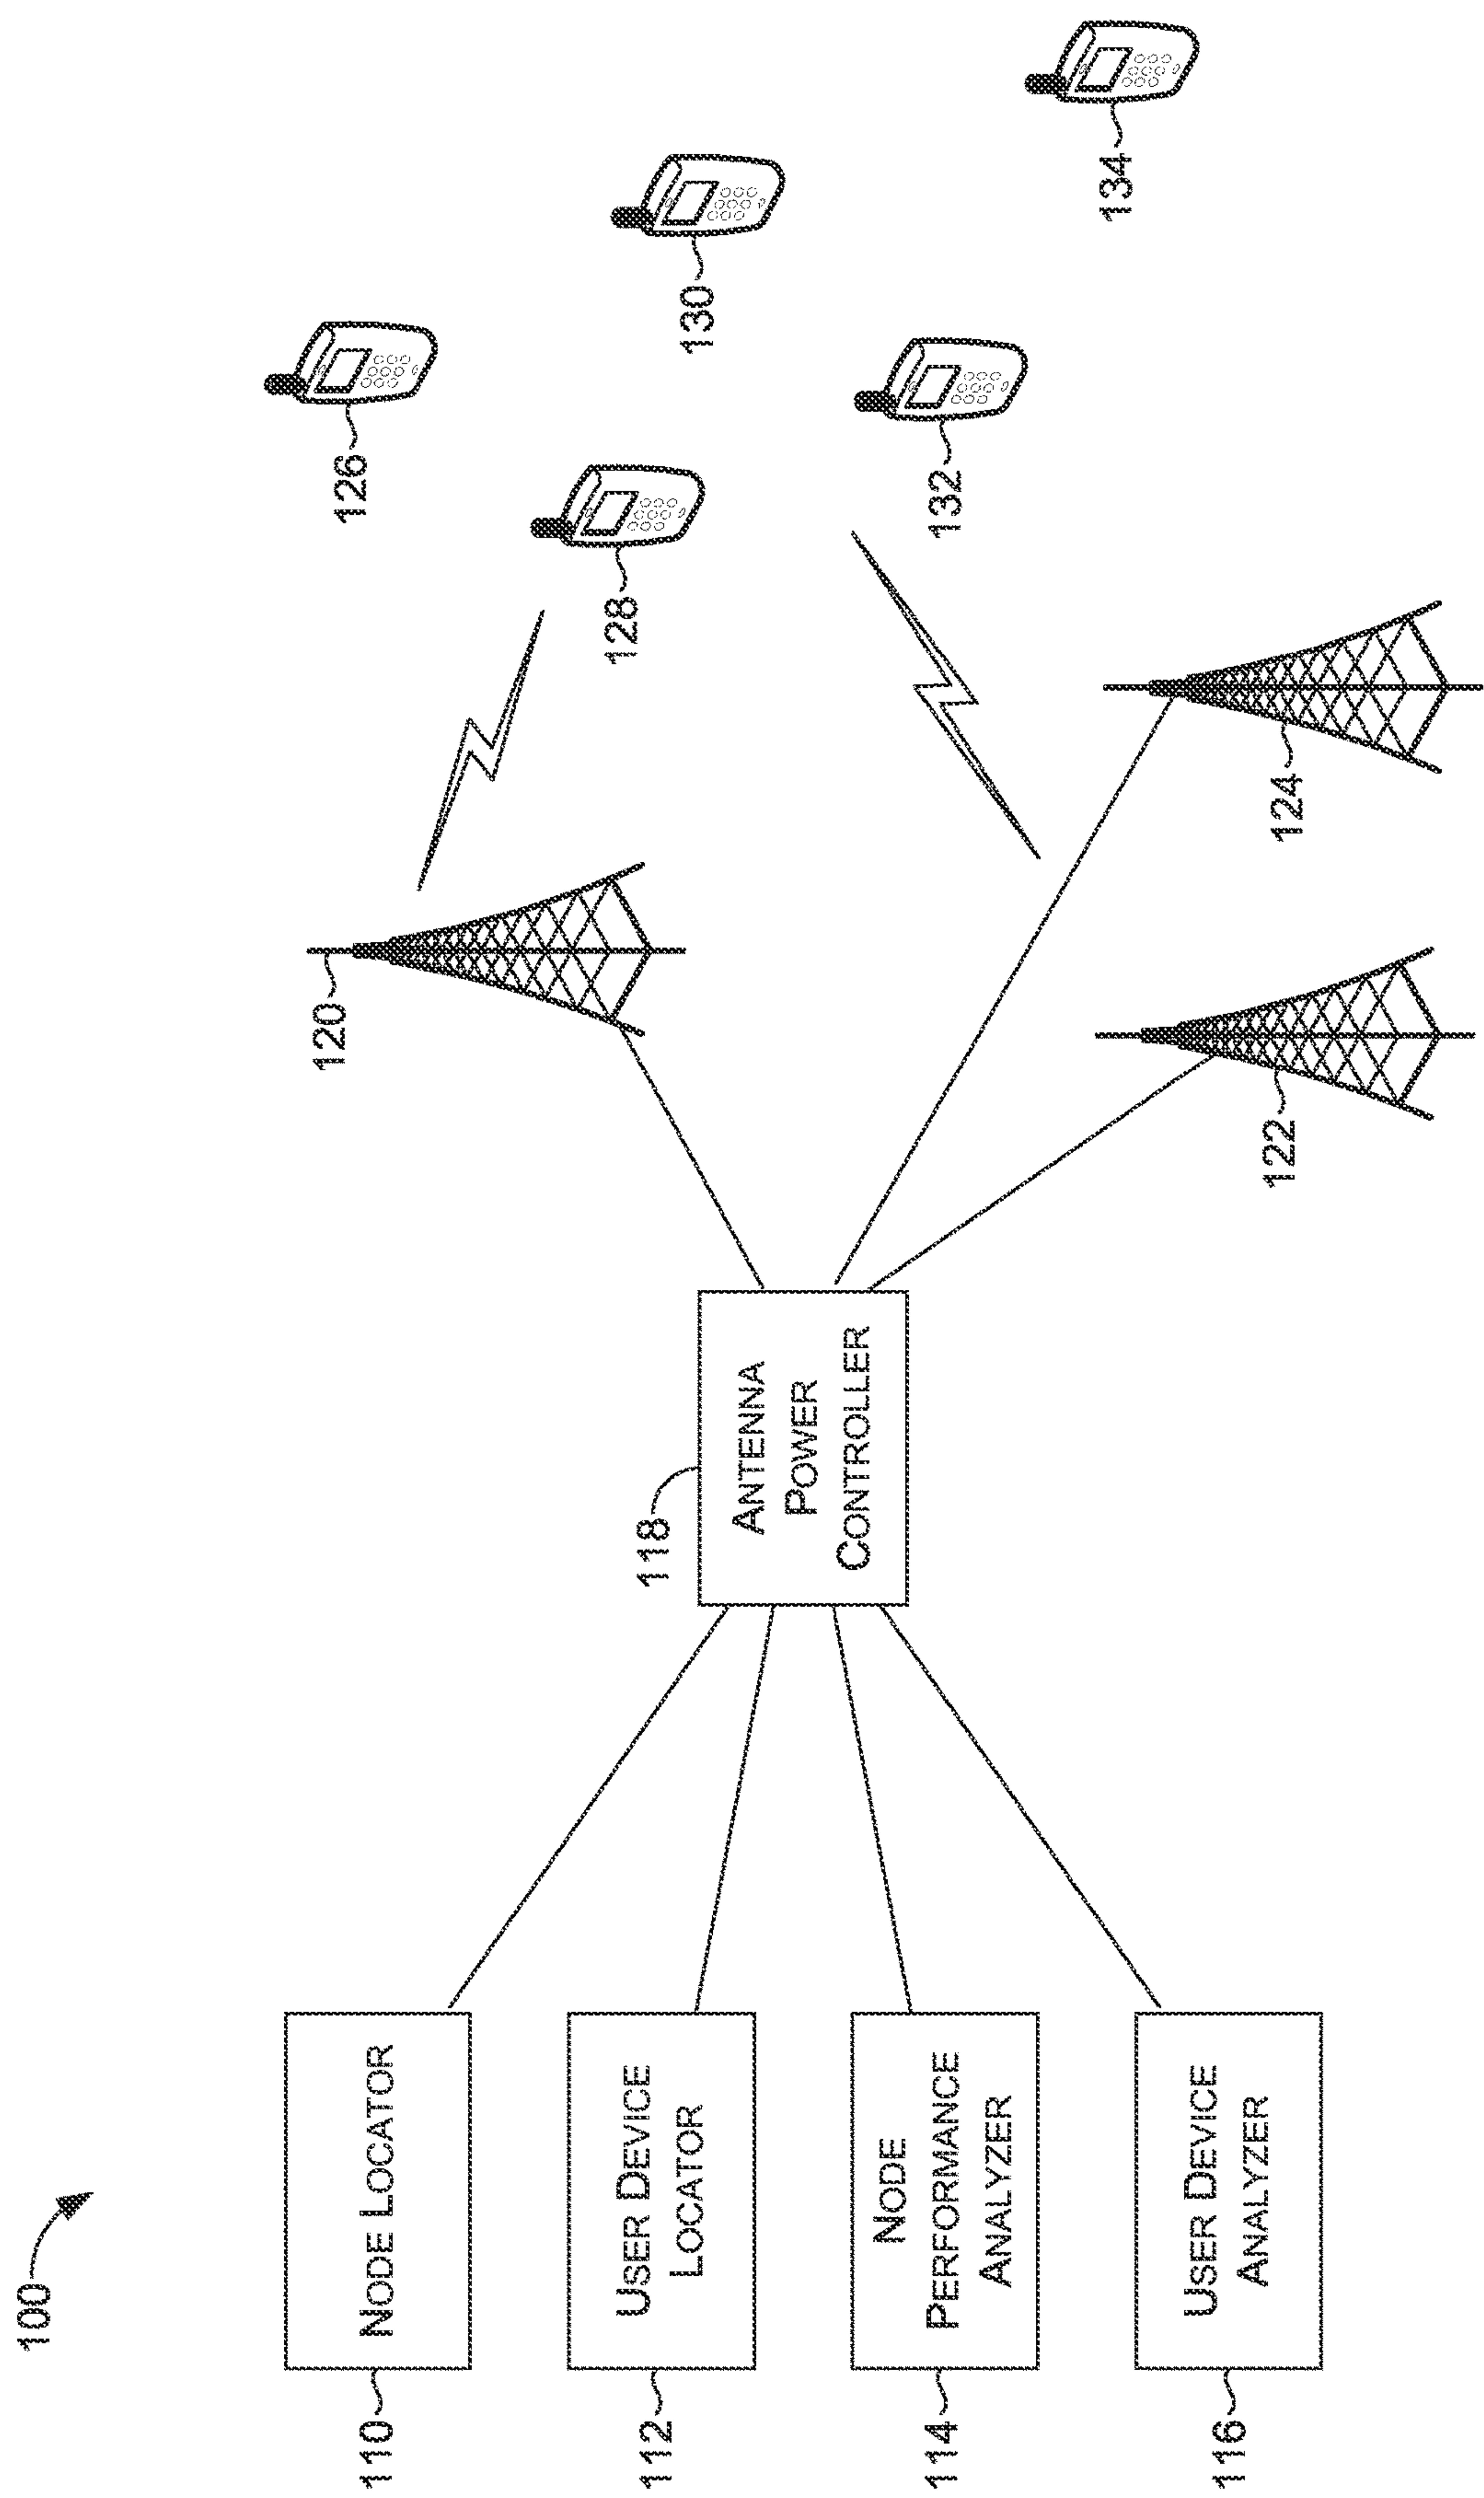 100
110
NODE LOCATOR
112
USER DEVICE
LOCATOR
114
NODE
PERFORMANCE
ANALYZER
116
USER DEVICE
ANALYZER
118
ANTENNA
POWER
CONTROLLER
120
122
124
126
128
130
132
134